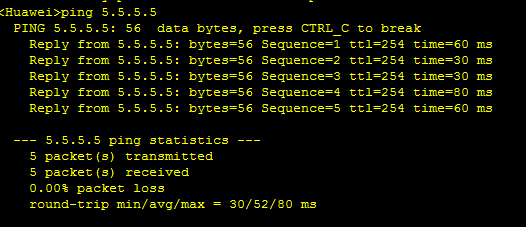 <Huawei>ping 5.5.5.5
PING 5.5.5.5: 56  data bytes, press CTRL_C to break
Reply from 5.5.5.5: bytes=56 Sequence=1 ttl=254 time=60 ms
Reply from 5.5.5.5: bytes=56 Sequence=2 ttl=254 time=30 ms
Reply from 5.5.5.5: bytes=56 Sequence=3 ttl=254 time=30 ms
Reply from 5.5.5.5: bytes=56 Sequence=4 ttl=254 time=80 ms
Reply from 5.5.5.5: bytes=56 Sequence=5 ttl=254 time=60 ms
--- 5.5.5.5 ping statistics ---
5 packet(s) transmitted
5 packet(s) received
0.00% packet loss
round-trip min/avg/max = 30/52/80 ms